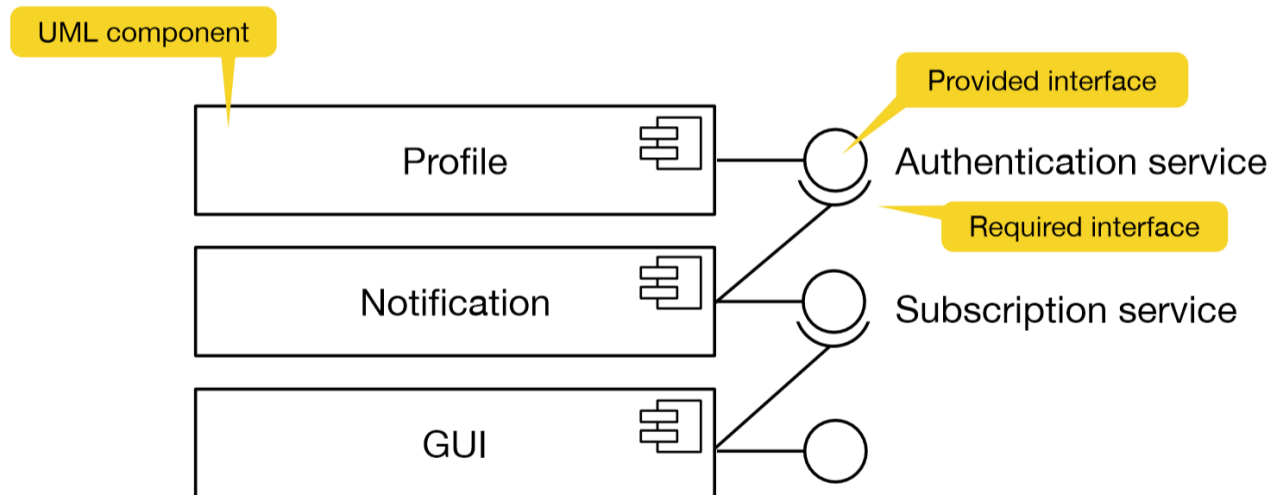 UML component
Provided interface
Profile
Authentication service
Required interface
Notification
Subscription service
GUI